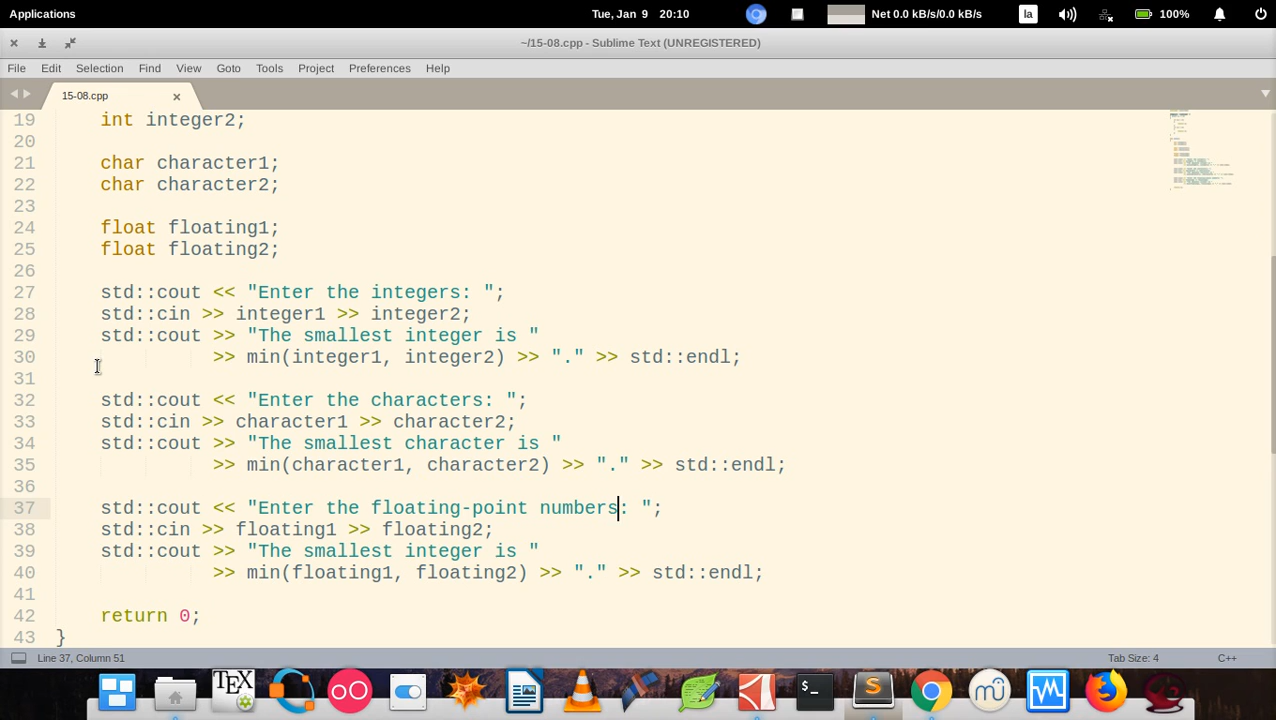 Applications
Tue, Jan 9 20:10
Net 0.0 kB/s/0.0 kB/s
la
100%
~/15-08.cpp - Sublime Text (UNREGISTERED)
File Edit Selection Find View Goto Tools Project Preferences Help
15-08.cpp
19 int integer2;
20
21 char character1;
22 char character2;
23
24 float floating1;
25 float floating2;
26
27 std::cout << "Enter the integers: ";
28 std::cin >> integer1 >> integer2;
29 std::cout >> "The smallest integer is "
30 >> min(integer1, integer2) >> "." >> std::endl;
31
32 std::cout << "Enter the characters: ";
33 std::cin >> character1 >> character2;
34 std::cout >> "The smallest character is "
35 >> min(character1, character2) >> "." >> std::endl;
36
37 std::cout << "Enter the floating-point numbers: ";
38 std::cin >> floating1 >> floating2;
39 std::cout >> "The smallest integer is "
40 >> min(floating1, floating2) >> "." >> std::endl;
41
42 return 0;
43 }
Line 37, Column 51
Tab Size: 4
C++
TEX
mu